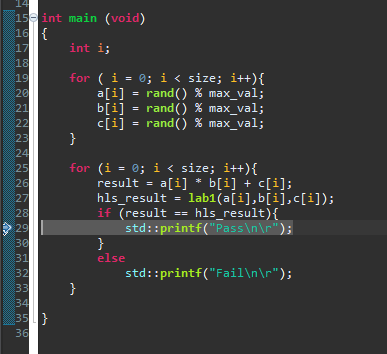 14
15 int main (void)
16 {
17 int i;
18
19 for ( i = 0; i < size; i++){
20 a[i] = rand() % max_val;
21 b[i] = rand() % max_val;
22 c[i] = rand() % max_val;
23 }
24
25 for (i = 0; i < size; i++){
26 result = a[i] * b[i] + c[i];
27 hls_result = lab1(a[i],b[i],c[i]);
28 if (result == hls_result){
29 std::printf("Pass\n\r");
30 }
31 else
32 std::printf("Fail\n\r");
33 }
34
35 }
36